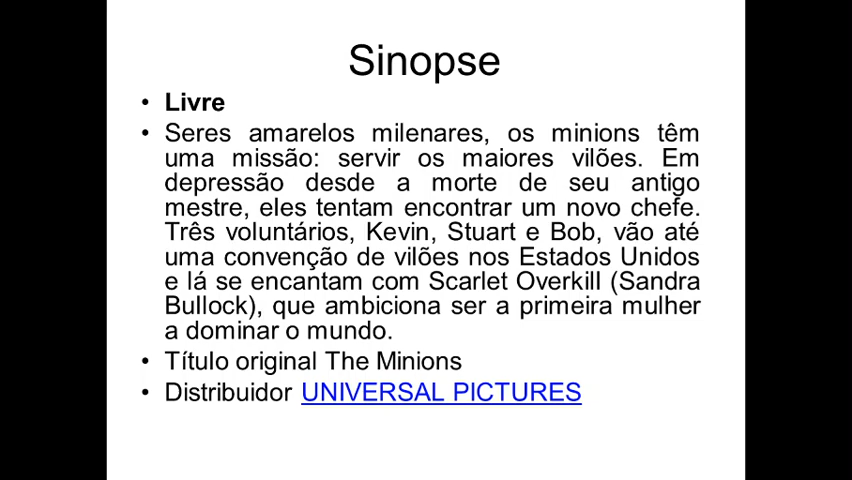 Sinopse
• Livre
• Seres amarelos milenares, os minions têm
uma missão: servir os maiores vilões. Em
depressão desde a morte de seu antigo
mestre, eles tentam encontrar um novo chefe.
Três voluntários, Kevin, Stuart e Bob, vão até
uma convenção de vilões nos Estados Unidos
e lá se encantam com Scarlet Overkill (Sandra
Bullock), que ambiciona ser a primeira mulher
a dominar o mundo.
• Título original The Minions
• Distribuidor UNIVERSAL PICTURES